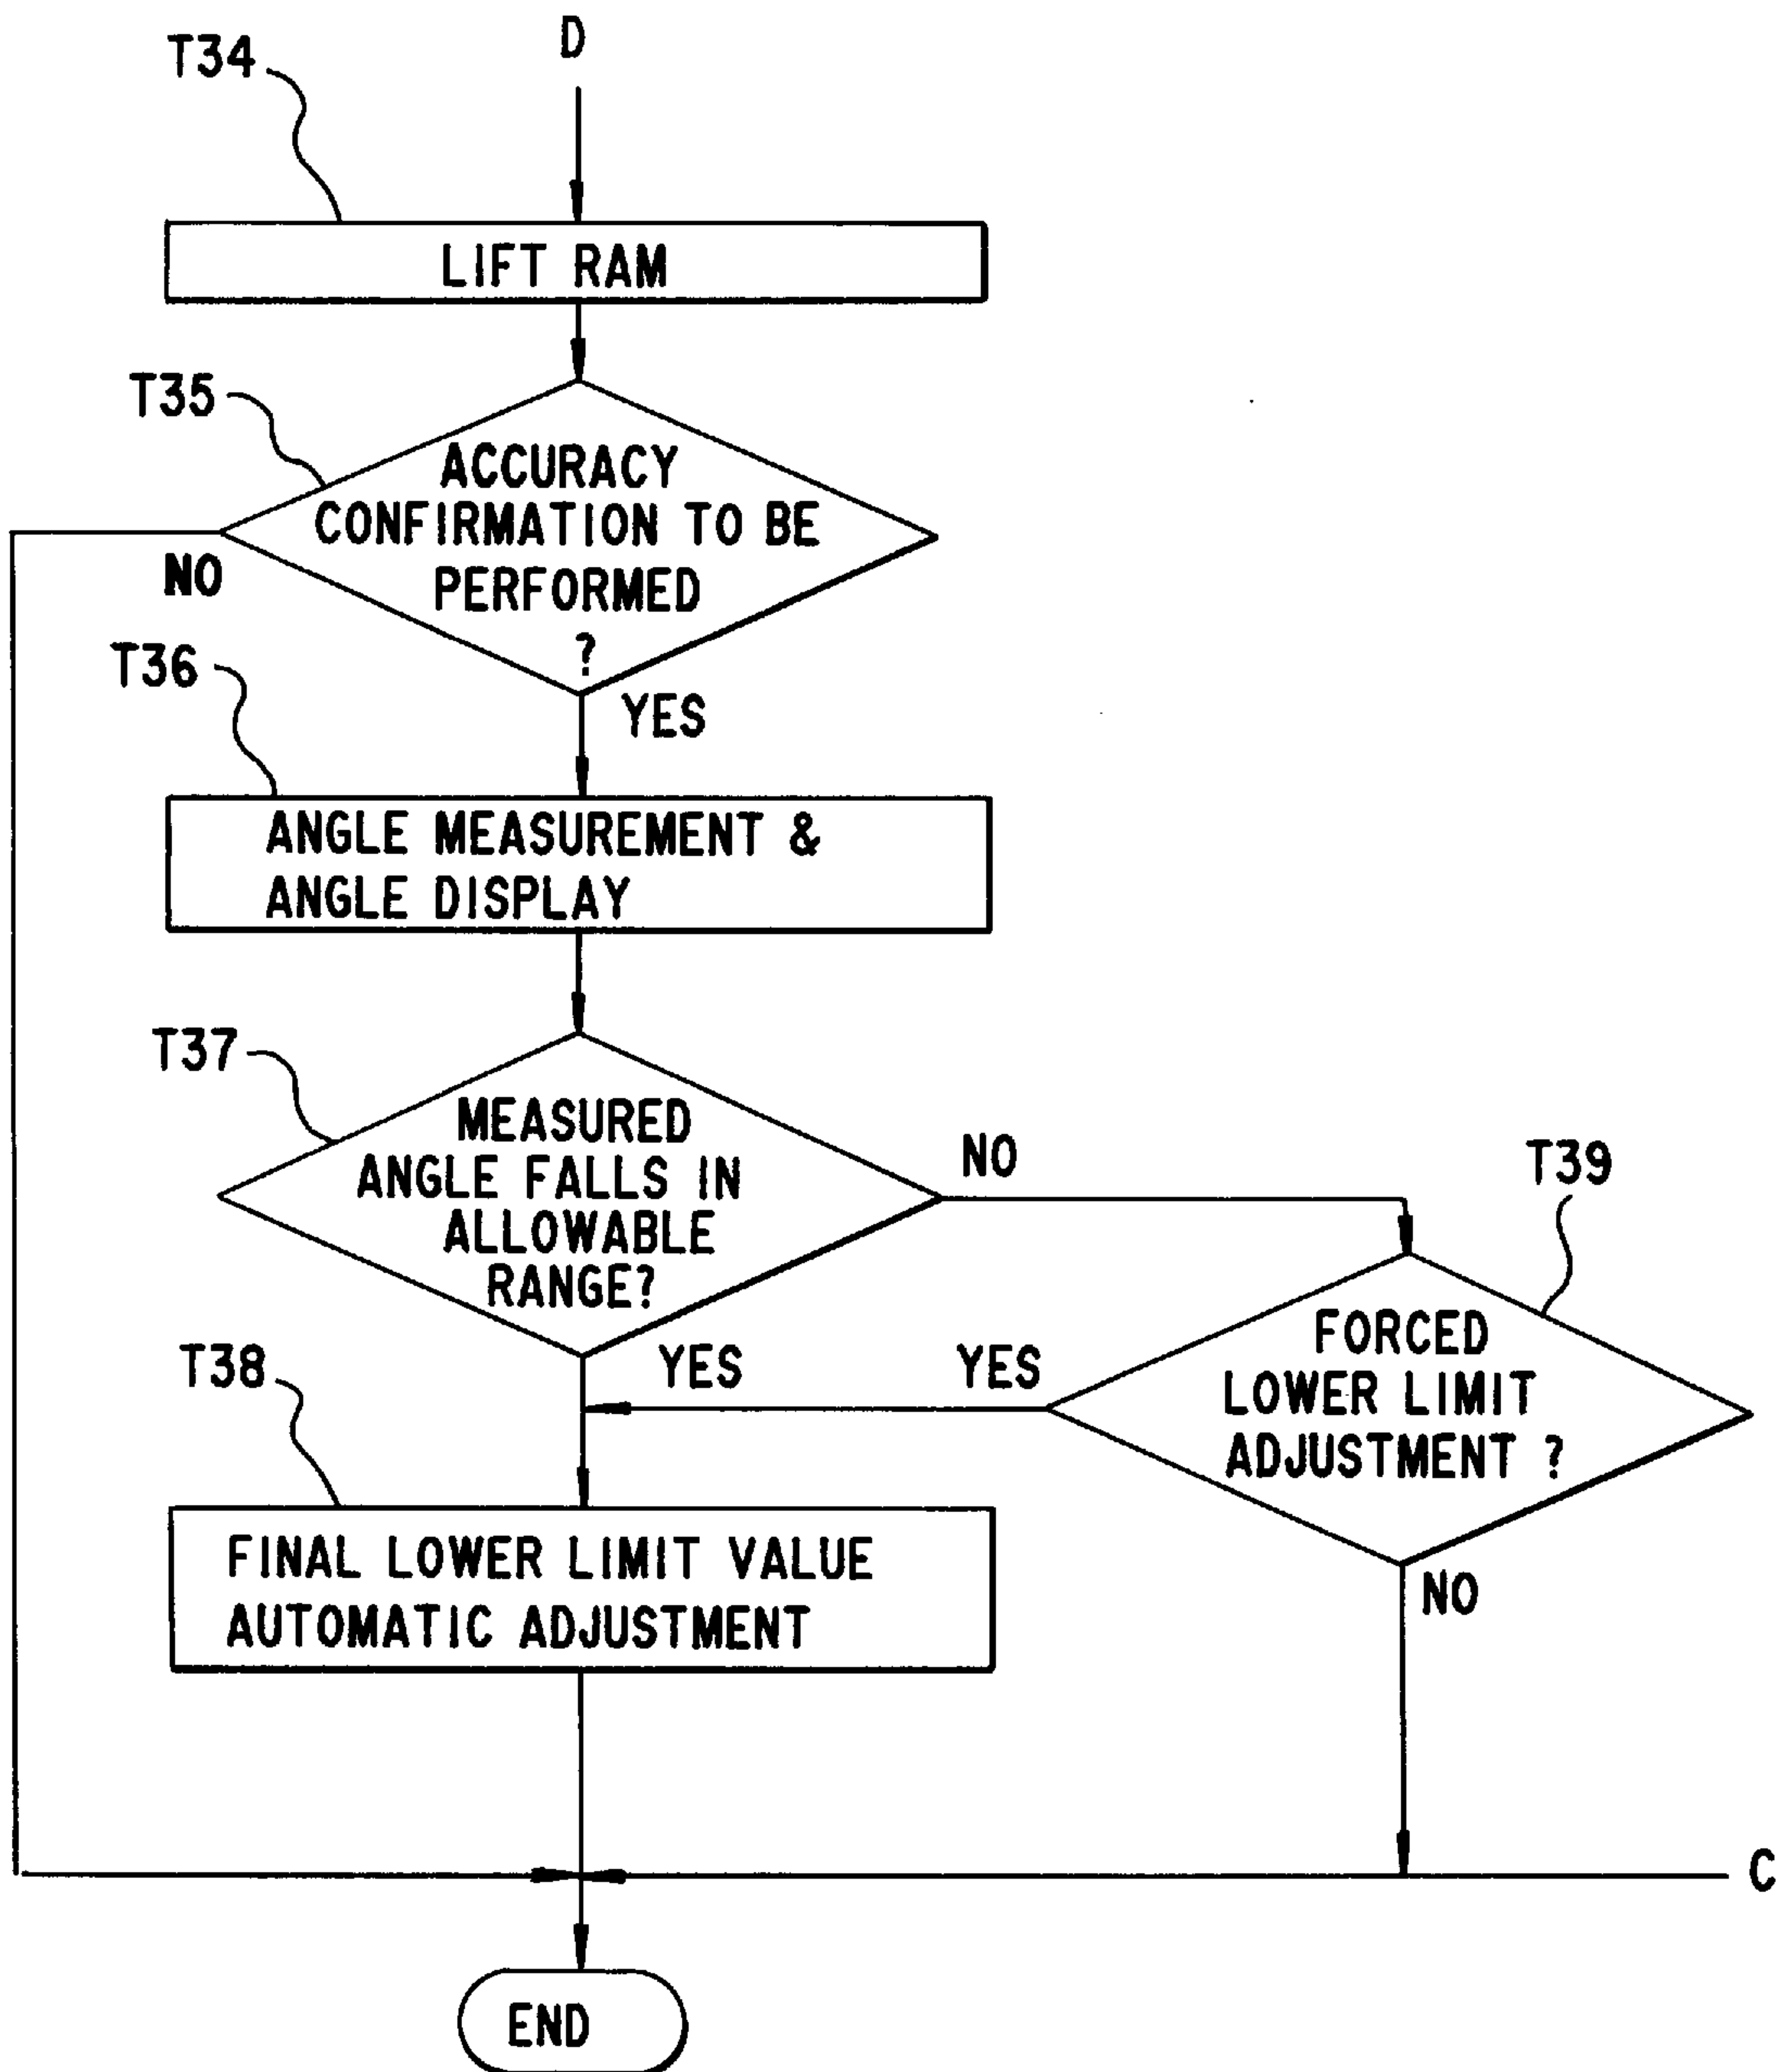 D
T34
LIFT RAM
T35
ACCURACY
CONFIRMATION TO BE
PERFORMED
?
NO
YES
T36
ANGLE MEASUREMENT &
ANGLE DISPLAY
T37
MEASURED
ANGLE FALLS IN
ALLOWABLE
RANGE?
NO
YES
T39
FORCED
LOWER LIMIT
ADJUSTMENT ?
YES
NO
T38
FINAL LOWER LIMIT VALUE
AUTOMATIC ADJUSTMENT
C
END